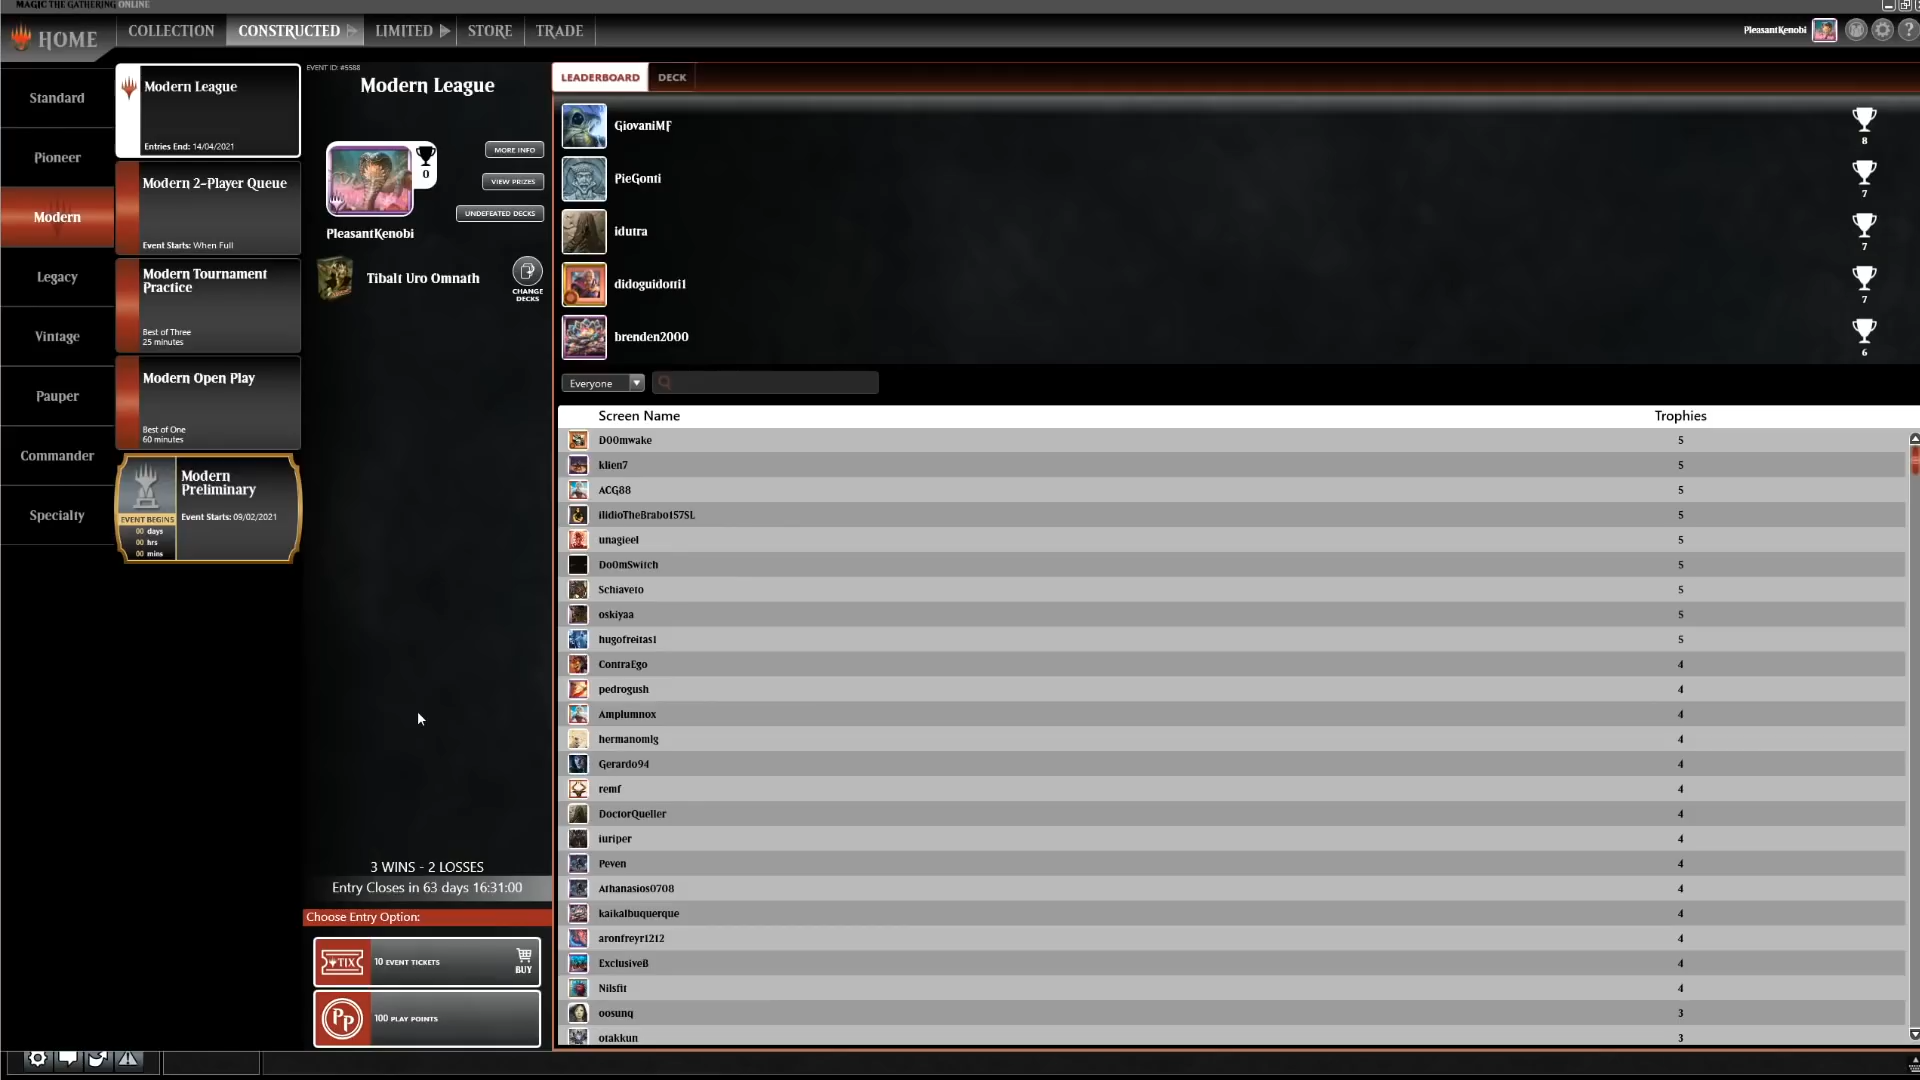 MAGIC THE GATHERING ONLINE
HOME
COLLECTION
CONSTRUCTED
LIMITED
STORE
TRADE
PleasantKenobi
?
Standard
Pioneer
Modern
Legacy
Vintage
Pauper
Commander
Specialty
Modern League
Entries End: 14/04/2021
Modern 2-Player Queue
Event Starts: When Full
Modern Tournament
Practice
Best of Three
25 minutes
Modern Open Play
Best of One
60 minutes
Modern
Preliminary
Event Starts: 09/02/2021
EVENT BEGINS
00 days
00 hrs
00 mins
EVENT ID: #5588
Modern League
0
MORE INFO
VIEW PRIZES
UNDEFEATED DECKS
PleasantKenobi
Tibalt Uro Omnath
CHANGE
DECKS
3 WINS - 2 LOSSES
Entry Closes in 63 days 16:31:00
Choose Entry Option:
TIX
10 EVENT TICKETS
BUY
PP
100 PLAY POINTS
LEADERBOARD
DECK
GiovaniMF
8
PieGonti
7
idutra
7
didoguidotti1
7
brenden2000
6
Everyone
Screen Name Trophies
D00mwake 5
klien7 5
ACG88 5
ilidioTheBrabo157SL 5
unagieel 5
Do0mSwitch 5
Schiaveto 5
oskiyaa 5
hugofreitas1 5
ContraEgo 4
pedrogush 4
Amplumnox 4
hermanomlg 4
Gerardo94 4
remf 4
DoctorQueller 4
iuriper 4
Peven 4
Athanasios0708 4
kaikalbuquerque 4
aronfreyr1212 4
ExclusiveB 4
Nilsfit 4
oosunq 3
otakkun 3